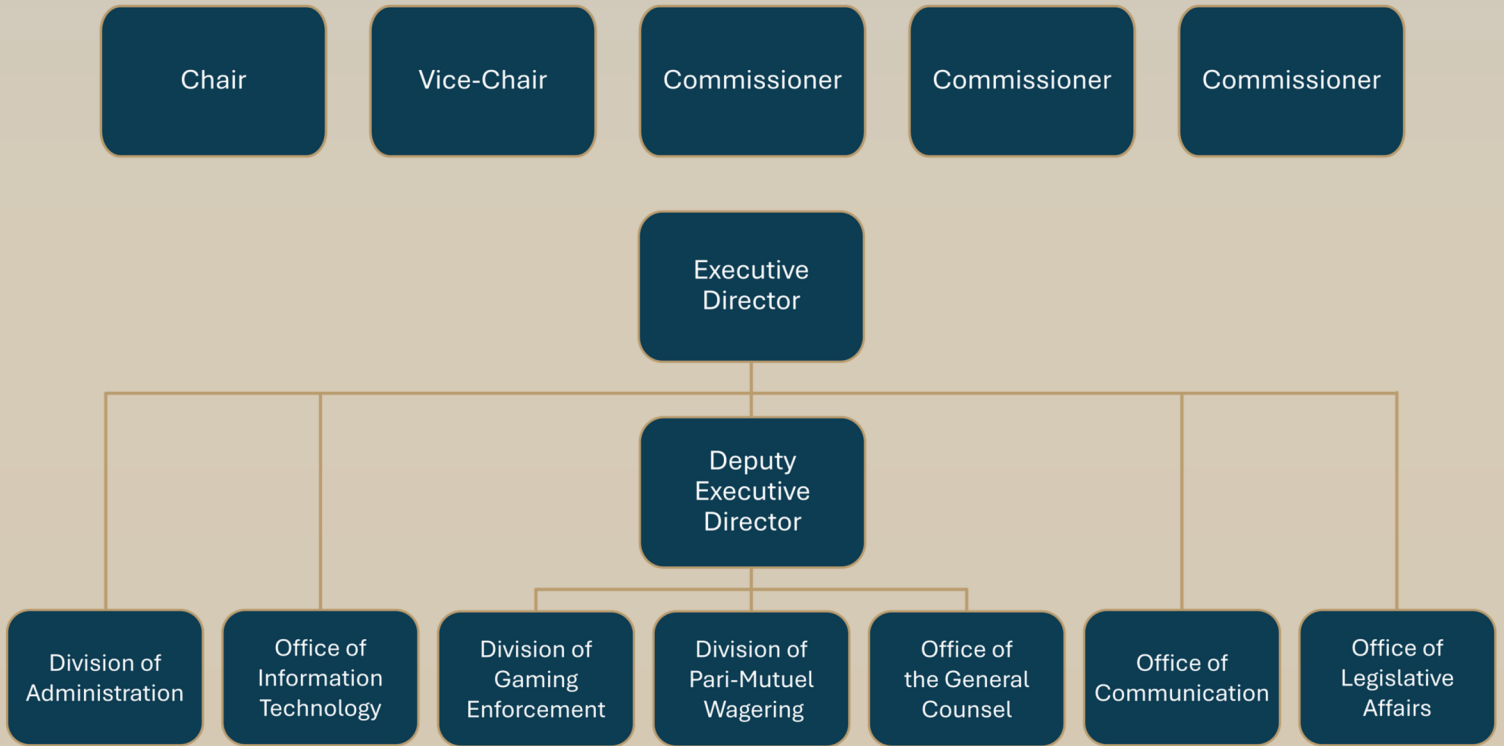 Chair
Vice-Chair
Commissioner
Commissioner
Commissioner
Executive
Director
Deputy
Executive
Director
Division of
Administration
Office of
Information
Technology
Division of
Gaming
Enforcement
Division of
Pari-Mutuel
Wagering
Office of
the General
Counsel
Office of
Communication
Office of
Legislative
Affairs